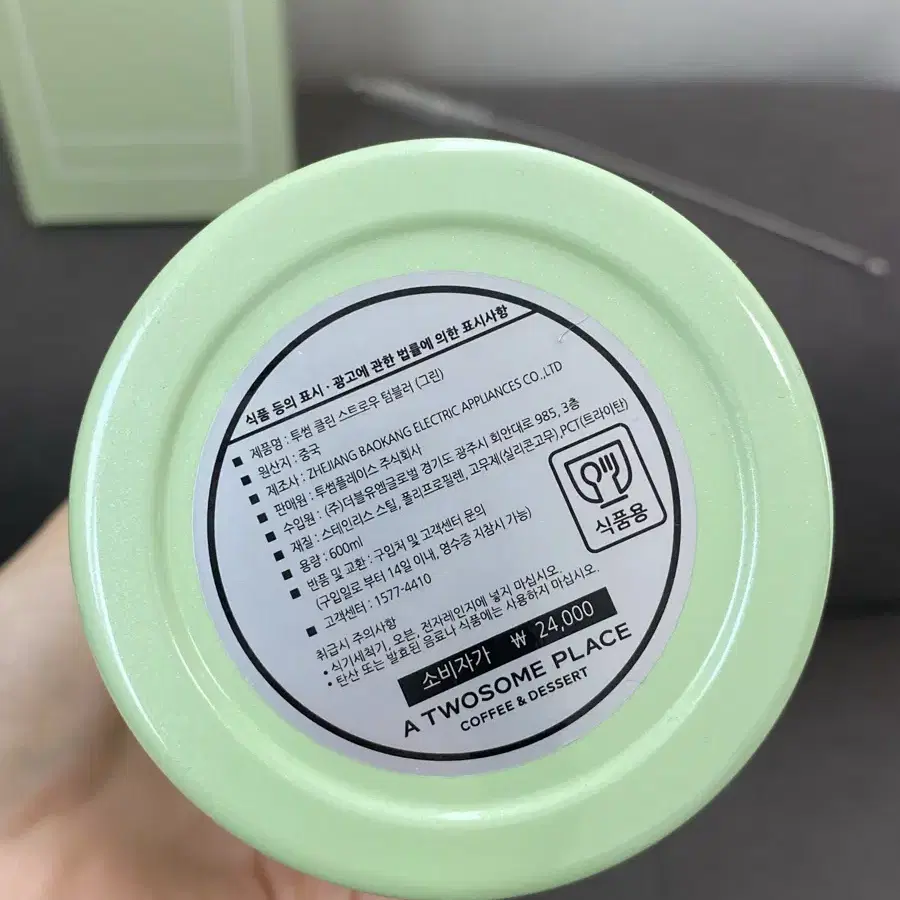 식품 등의 표시 · 광고에 관한 법률에 의한 표시사항
■ 제품명 : 투썸 클린 스트로우 텀블러 (그린)
■ 원산지 : 중국
■ 제조사 : ZHEJIANG BAOKANG ELECTRIC APPLIANCES CO.,LTD
■ 판매원 : 투썸플레이스 주식회사
■ 수입원 : (주)더블유엠글로벌 경기도 광주시 회안대로 985, 3층
■ 재질 : 스테인리스 스틸, 폴리프로필렌, 고무제(실리콘고무),PCT(트라이탄)
■ 용량 : 600ml
■ 반품 및 교환 : 구입처 및 고객센터 문의
(구입일로 부터 14일 이내, 영수증 지참시 가능)
■ 고객센터 : 1577-4410
식품용
취급시 주의사항
• 식기세척기, 오븐, 전자레인지에 넣지 마십시오.
• 탄산 또는 발효된 음료나 식품에는 사용하지 마십시오.
소비자가 ₩ 24,000
A TWOSOME PLACE
COFFEE & DESSERT